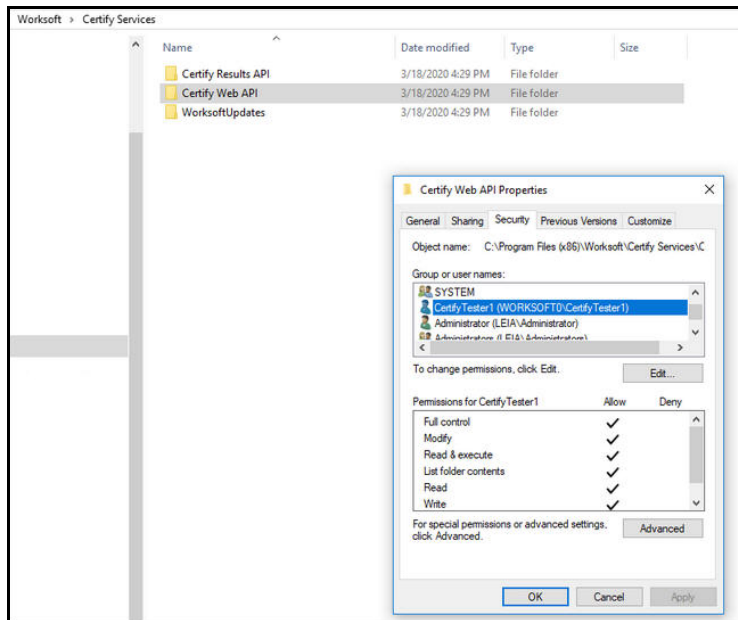 Worksoft > Certify Services
Name Date modified Type Size
Certify Results API 3/18/2020 4:29 PM File folder
Certify Web API 3/18/2020 4:29 PM File folder
WorksoftUpdates 3/18/2020 4:29 PM File folder
Certify Web API Properties
General Sharing Security Previous Versions Customize
Object name: C:\Program Files (x86)\Worksoft\Certify Services\C
Group or user names:
SYSTEM
CertifyTester1 (WORKSOFT0\CertifyTester1)
Administrator (LEIA\Administrator)
Administrators (LEIA\Administrators)
To change permissions, click Edit.
Edit...
Permissions for CertifyTester1 Allow Deny
Full control
Modify
Read & execute
List folder contents
Read
Write
For special permissions or advanced settings,
click Advanced.
Advanced
OK Cancel Apply